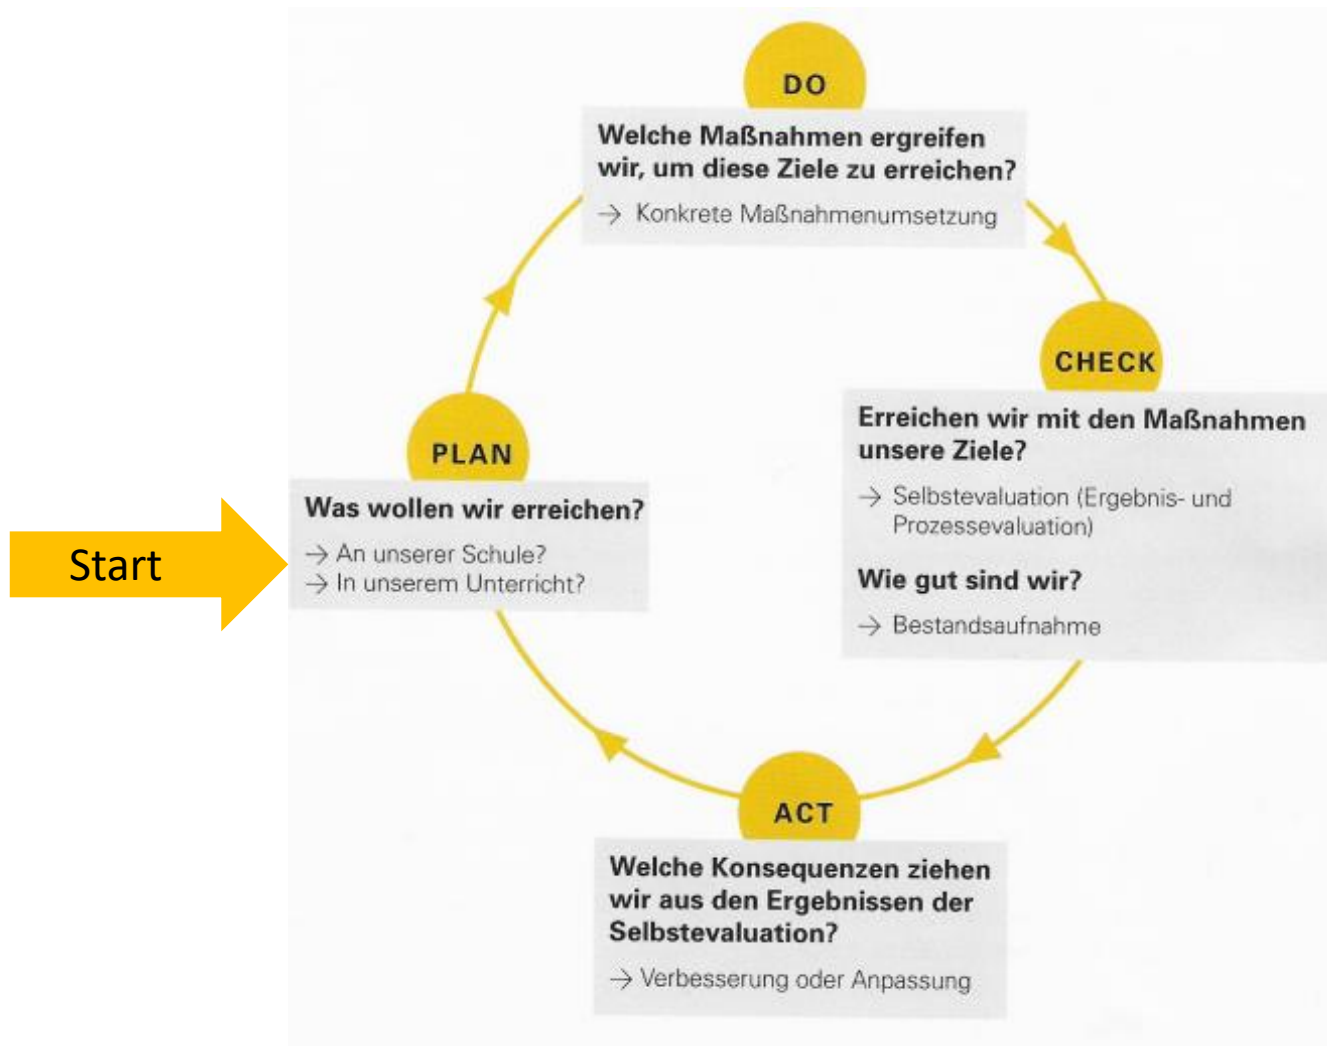 DO
Welche Maßnahmen ergreifen
wir, um diese Ziele zu erreichen?
→ Konkrete Maßnahmenumsetzung
CHECK
Erreichen wir mit den Maßnahmen
unsere Ziele?
→ Selbstevaluation (Ergebnis- und
Prozessevaluation)
Wie gut sind wir?
→ Bestandsaufnahme
PLAN
Was wollen wir erreichen?
→ An unserer Schule?
→ In unserem Unterricht?
Start
ACT
Welche Konsequenzen ziehen
wir aus den Ergebnissen der
Selbstevaluation?
→ Verbesserung oder Anpassung